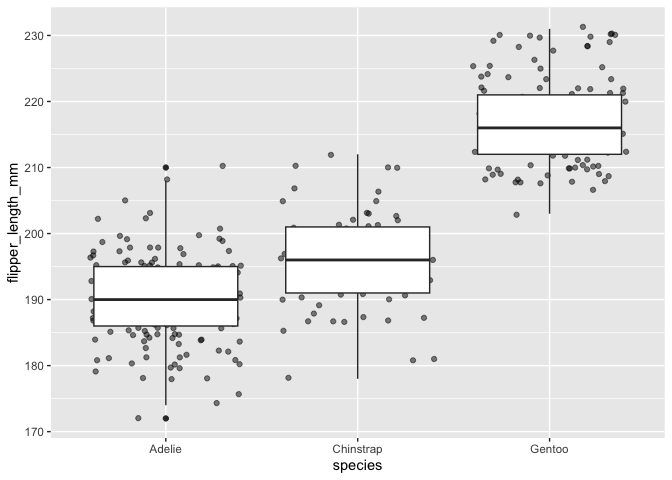 flipper_length_mm
230
220
210
200
190
180
170
Adelie
Chinstrap
Gentoo
species